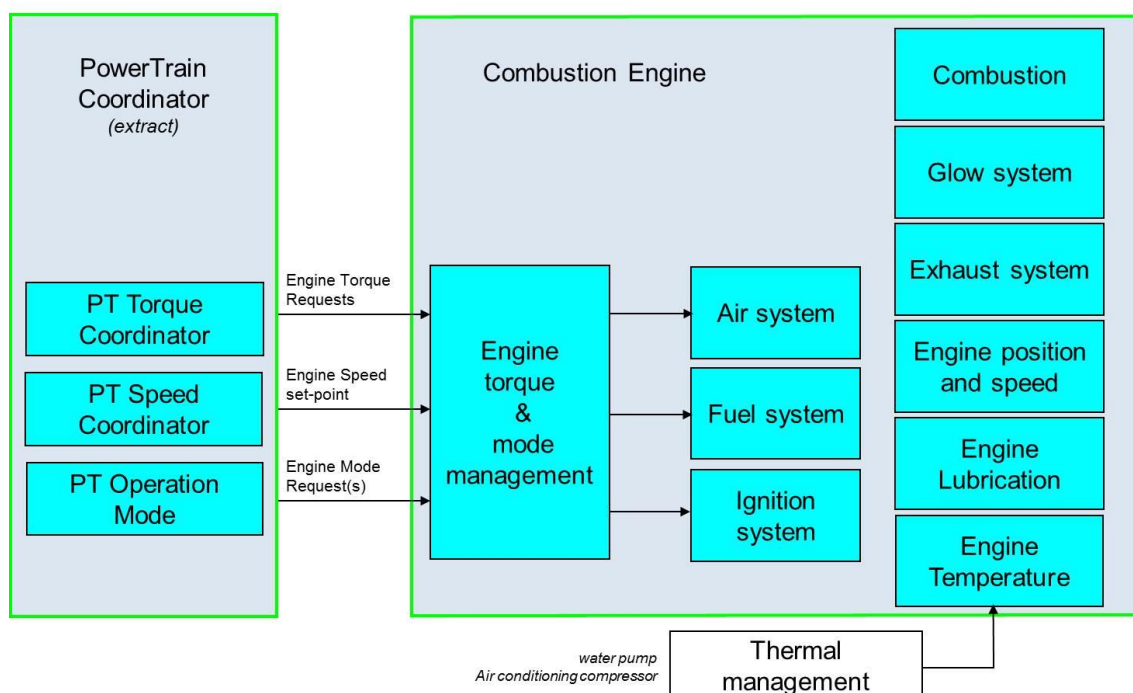 PowerTrain
Coordinator
(extract)
PT Torque
Coordinator
PT Speed
Coordinator
PT Operation
Mode
Engine Torque
Requests
Engine Speed
set-point
Engine Mode
Request(s)
Combustion Engine
Engine
torque
&
mode
management
Air system
Fuel system
Ignition
system
Combustion
Glow system
Exhaust system
Engine position
and speed
Engine
Lubrication
Engine
Temperature
water pump
Air conditioning compressor
Thermal
management